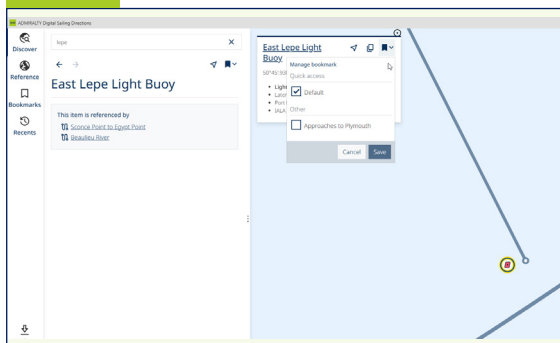 ADMIRALTY Digital Sailing Directions
Discover
Reference
Bookmarks
Recents
lepe
East Lepe Light Buoy
This item is referenced by
Sconce Point to Egypt Point
Beaulieu River
East Lepe Light
Buoy
Manage bookmark
Quick access
Default
Other
Approaches to Plymouth
Cancel
Save
Light
IALA